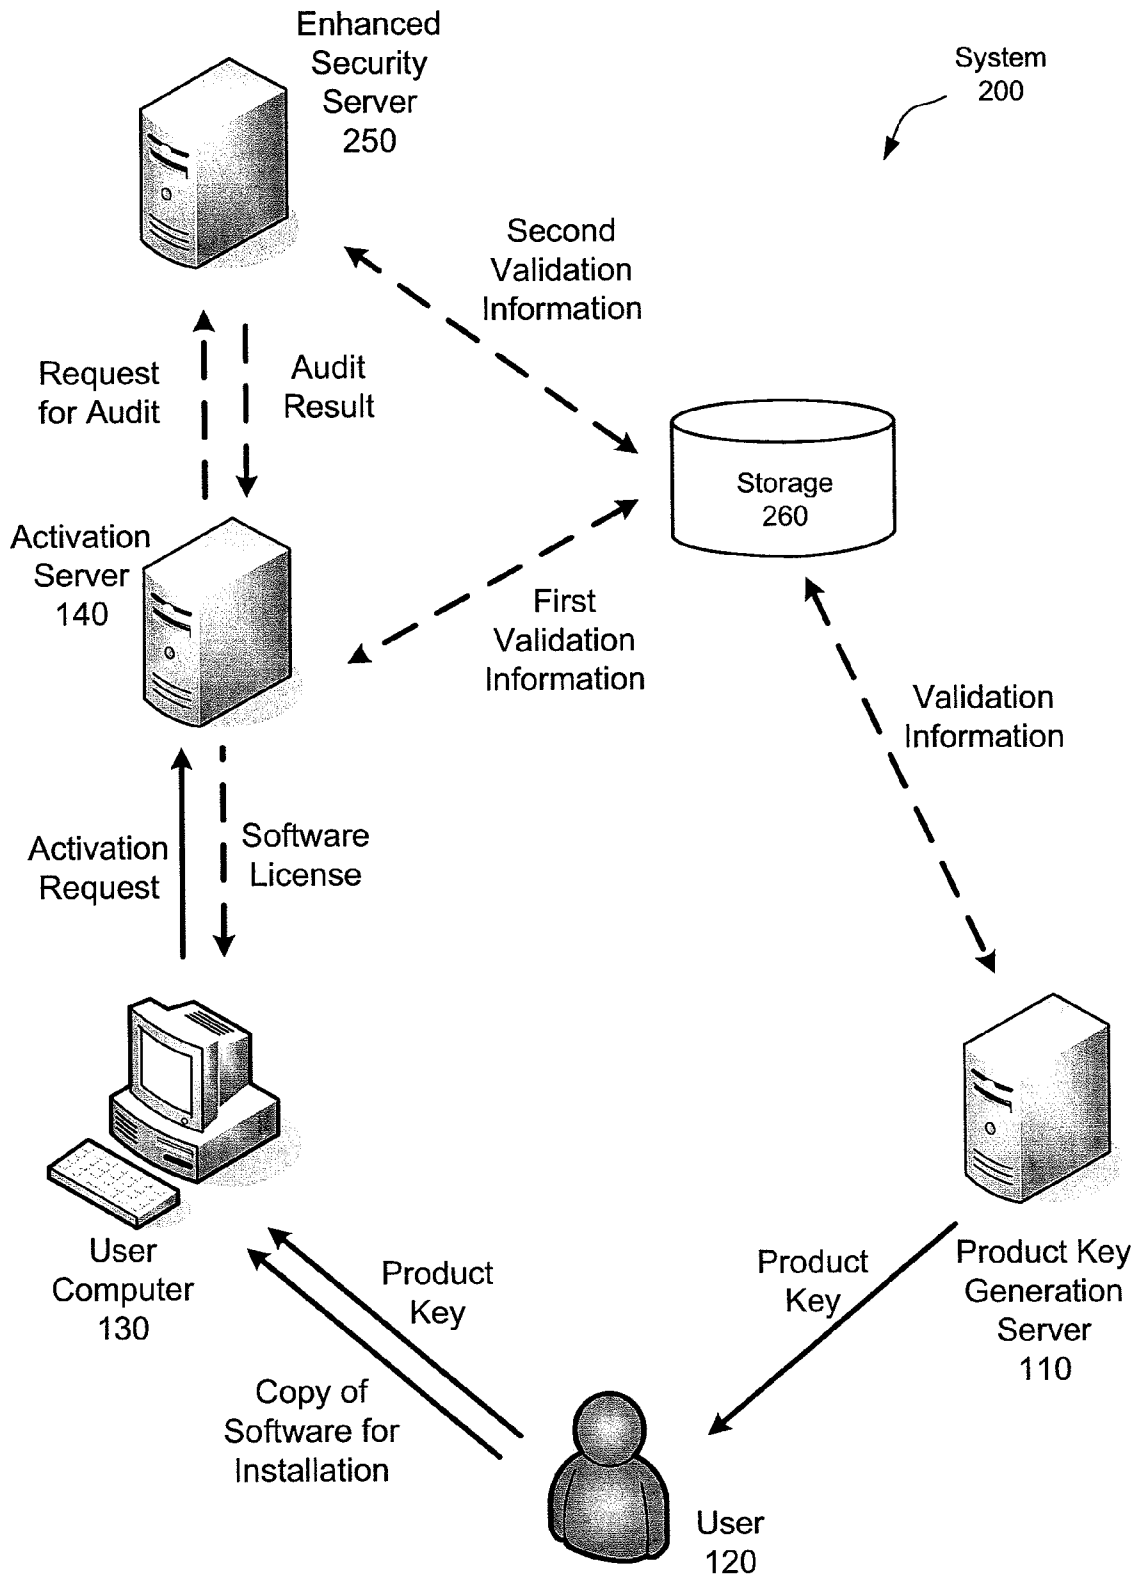 Enhanced
Security
Server
250
System
200
Second
Validation
Information
Request
for Audit
Audit
Result
Storage
260
Activation
Server
140
First
Validation
Information
Validation
Information
Activation
Request
Software
License
User
Computer
130
Product
Key
Product
Key
Product Key
Generation
Server
110
Copy of
Software for
Installation
User
120